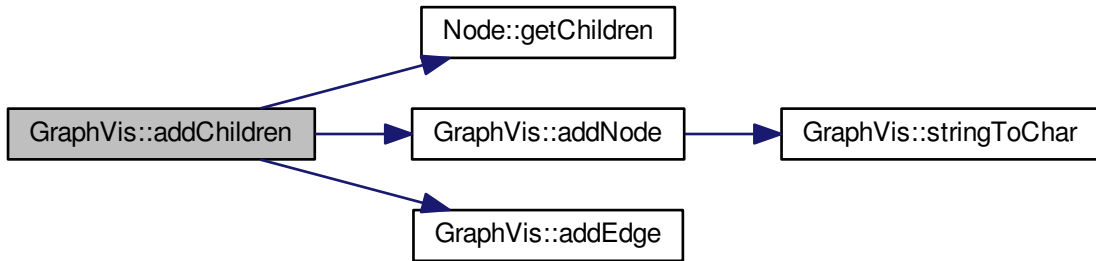 Node::getChildren
GraphVis::addChildren
GraphVis::addNode
GraphVis::stringToChar
GraphVis::addEdge